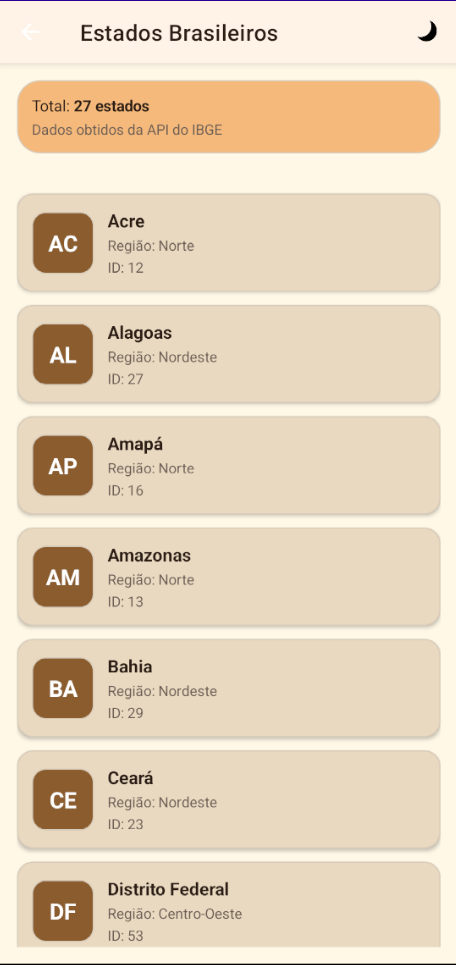 Estados Brasileiros
Total: 27 estados
Dados obtidos da API do IBGE
AC
Acre
Região: Norte
ID: 12
AL
Alagoas
Região: Nordeste
ID: 27
AP
Amapá
Região: Norte
ID: 16
AM
Amazonas
Região: Norte
ID: 13
BA
Bahia
Região: Nordeste
ID: 29
CE
Ceará
Região: Nordeste
ID: 23
DF
Distrito Federal
Região: Centro-Oeste
ID: 53